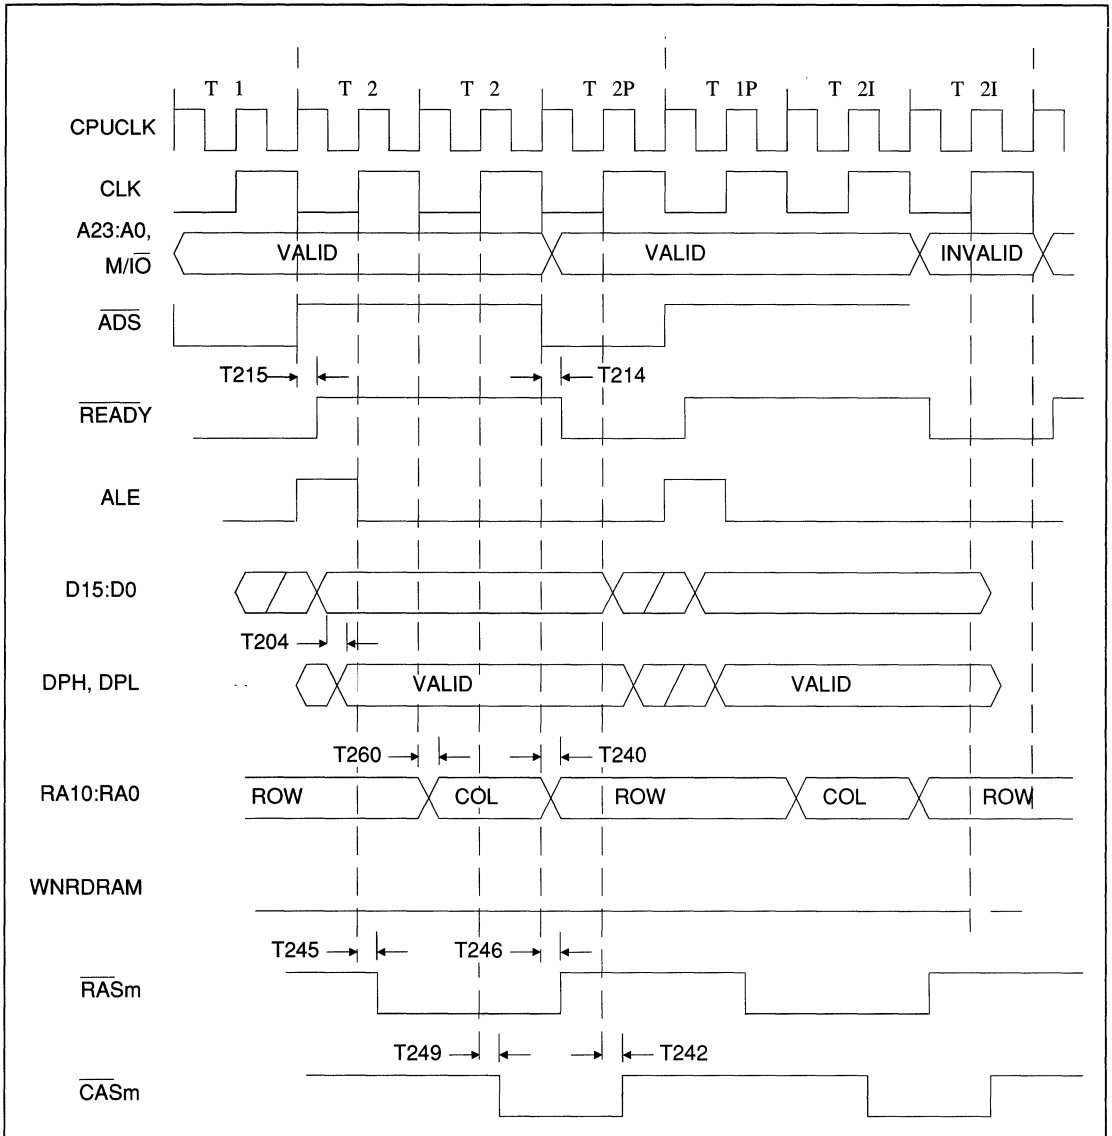 T 1 T 2 T 2 T 2P T 1P T 2I T 2I
CPUCLK
CLK
A23:A0,
M/IO
VALID VALID INVALID
ADS
T215 T214
READY
ALE
D15:D0
T204
DPH, DPL VALID VALID
T260 T240
RA10:RA0 ROW COL ROW COL ROW
WNRDRAM
T245 T246
RASm
T249 T242
CASm